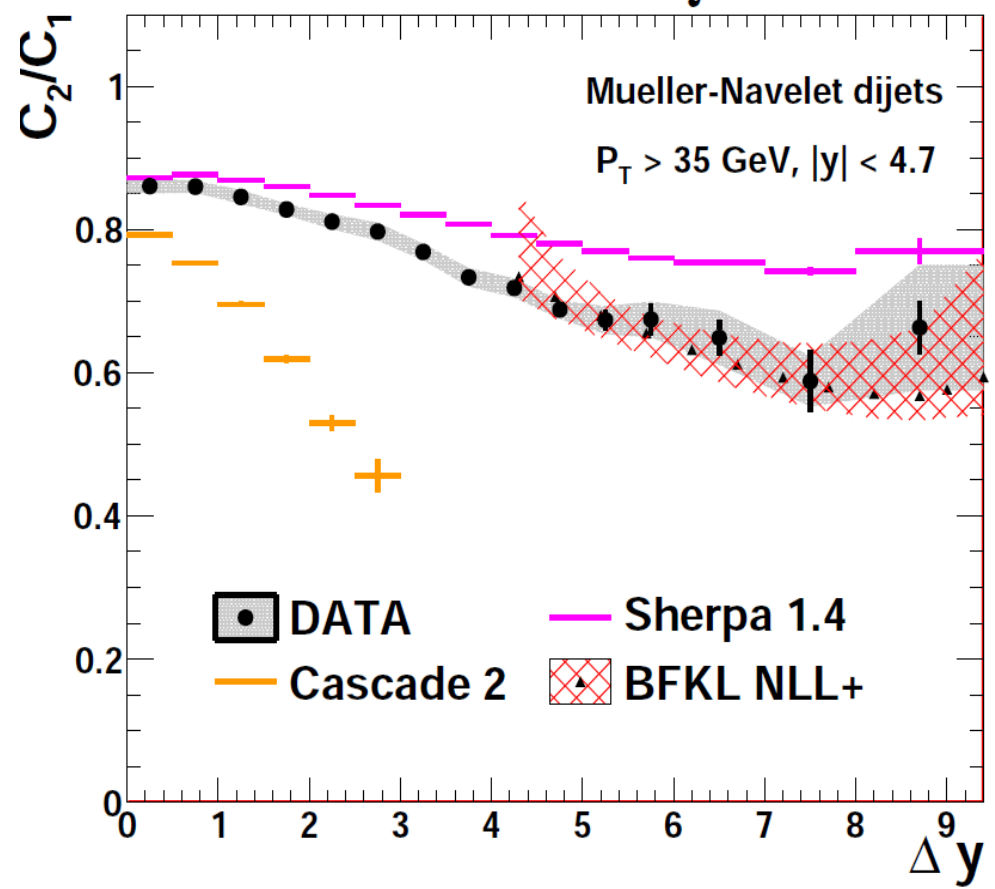 C2/C1
Mueller-Navelet dijets
PT > 35 GeV, |y| < 4.7
1
0.8
0.6
0.4
0.2
0
DATA
Sherpa 1.4
Cascade 2
BFKL NLL+
0 1 2 3 4 5 6 7 8 9
Δ y